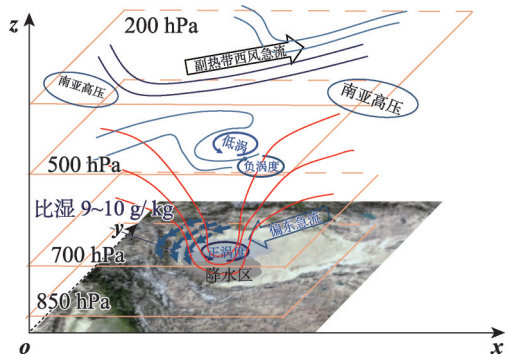 z
200 hPa
副热带西风急流
南亚高压
南亚高压
低涡
500 hPa
负涡度
比湿 9~10 g/kg
y
偏东急流
正涡度
700 hPa
降水区
850 hPa
o
x